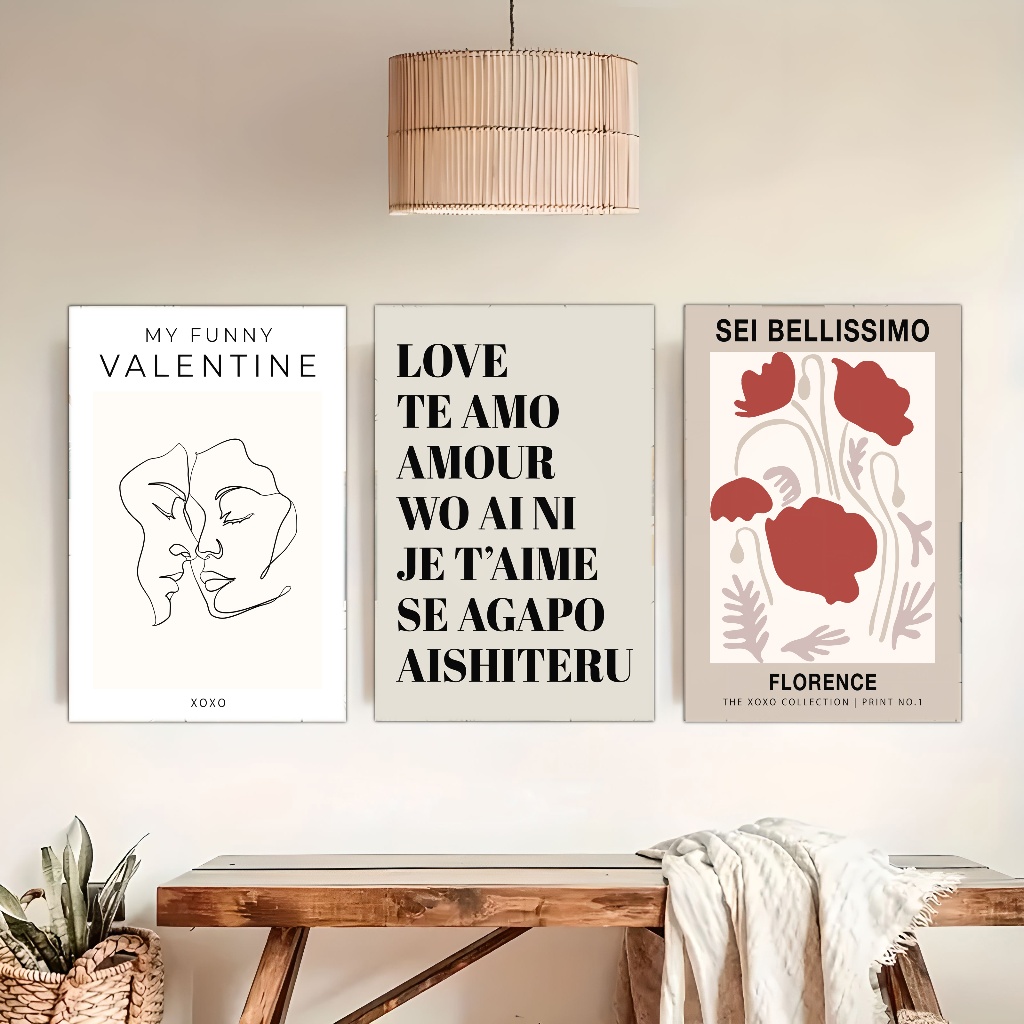 MY FUNNY
VALENTINE
XOXO
LOVE
TE AMO
AMOUR
WO AI NI
JE T’AIME
SE AGAPO
AISHITERU
SEI BELLISSIMO
FLORENCE
THE XOXO COLLECTION | PRINT NO.1